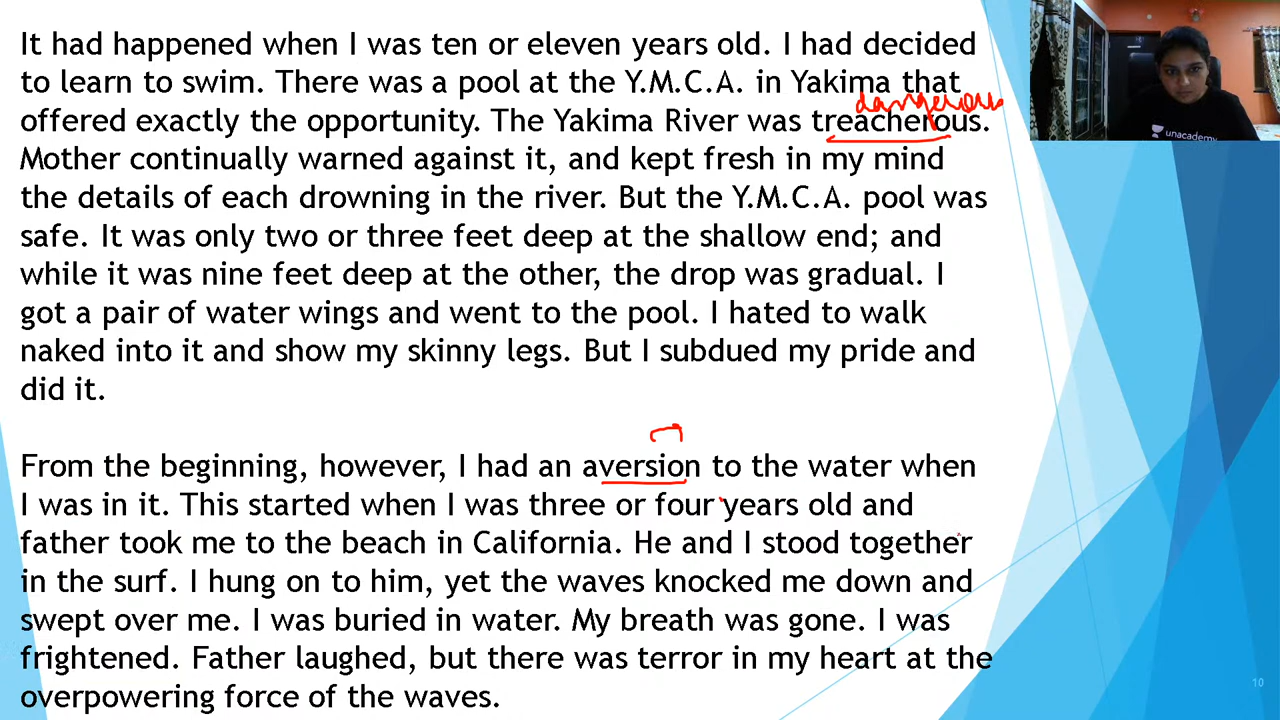 It had happened when I was ten or eleven years old. I had decided
to learn to swim. There was a pool at the Y.M.C.A. in Yakima that
dangerous
offered exactly the opportunity. The Yakima River was treacherous.
Mother continually warned against it, and kept fresh in my mind
the details of each drowning in the river. But the Y.M.C.A. pool was
safe. It was only two or three feet deep at the shallow end; and
while it was nine feet deep at the other, the drop was gradual. I
got a pair of water wings and went to the pool. I hated to walk
naked into it and show my skinny legs. But I subdued my pride and
did it.
From the beginning, however, I had an aversion to the water when
I was in it. This started when I was three or four years old and
father took me to the beach in California. He and I stood together
in the surf. I hung on to him, yet the waves knocked me down and
swept over me. I was buried in water. My breath was gone. I was
frightened. Father laughed, but there was terror in my heart at the
overpowering force of the waves.
unacademy
10